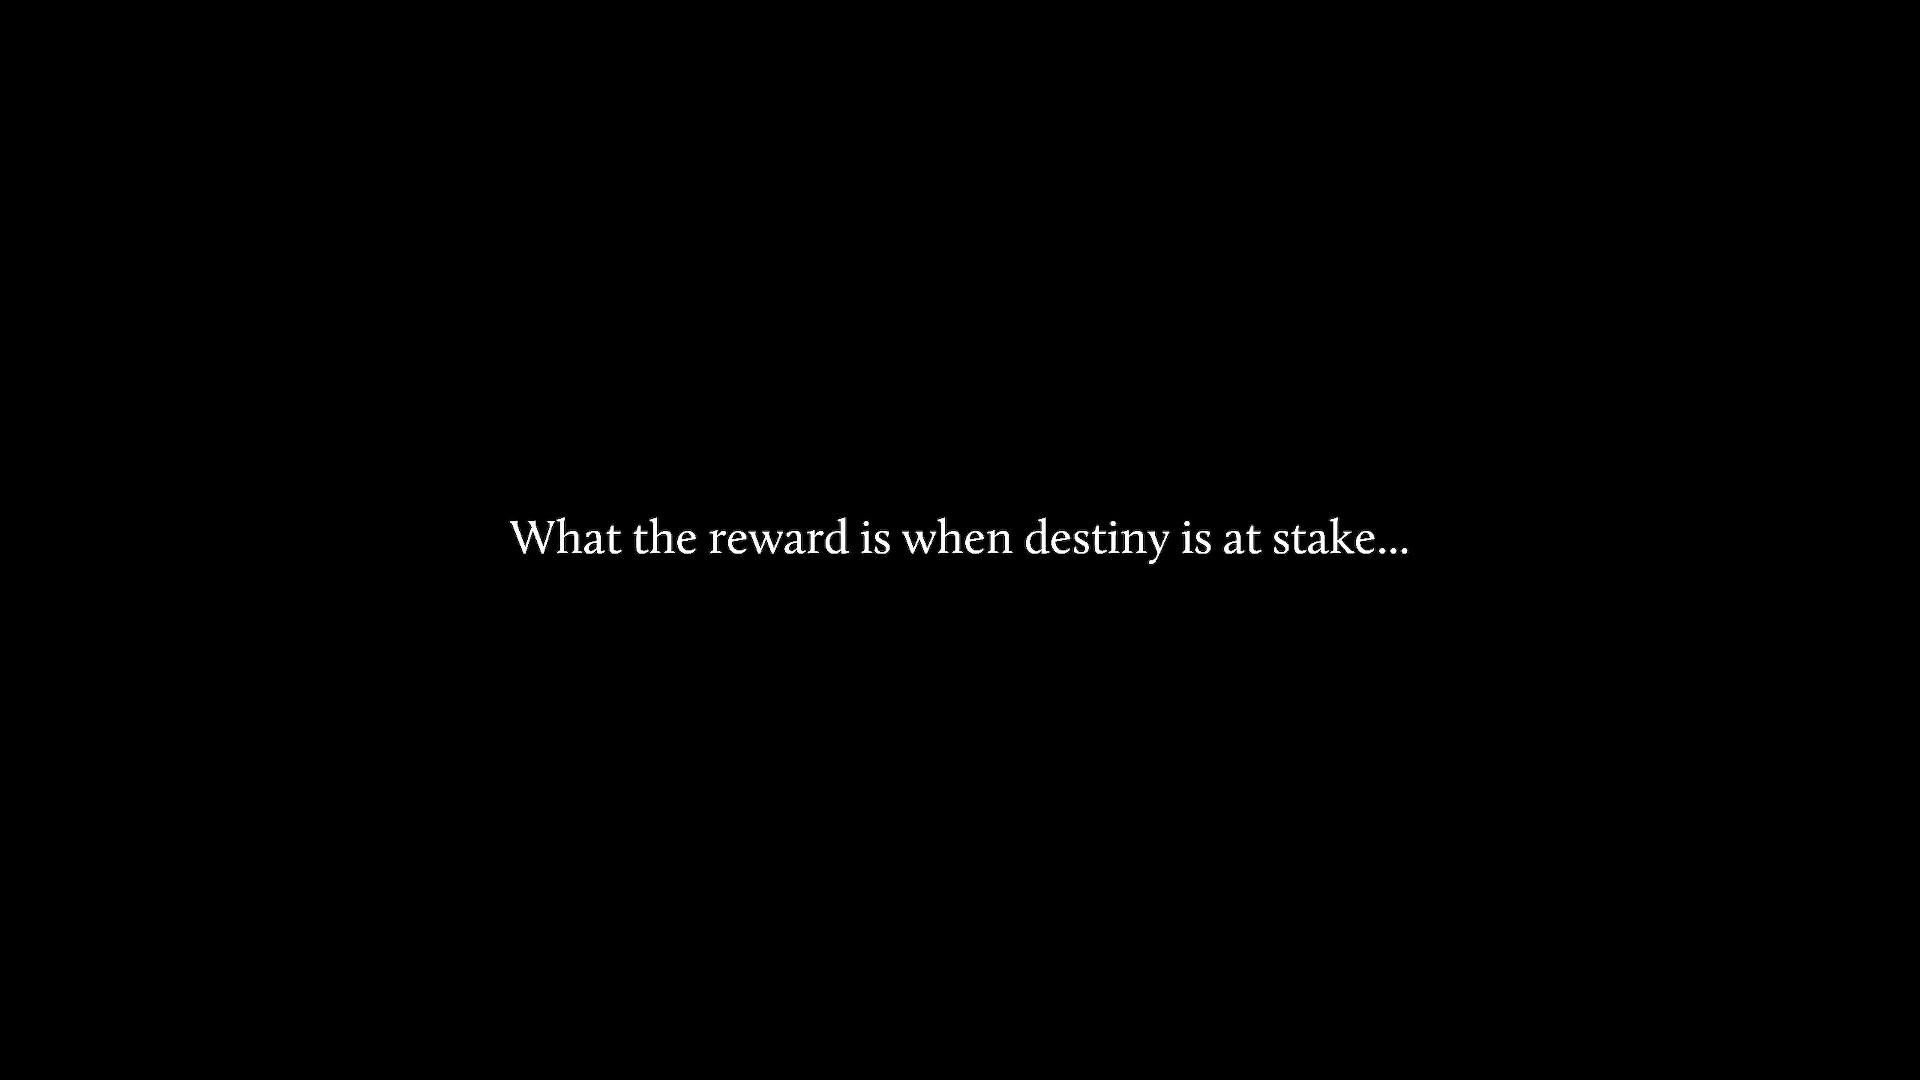 What the reward is when destiny is at stake...